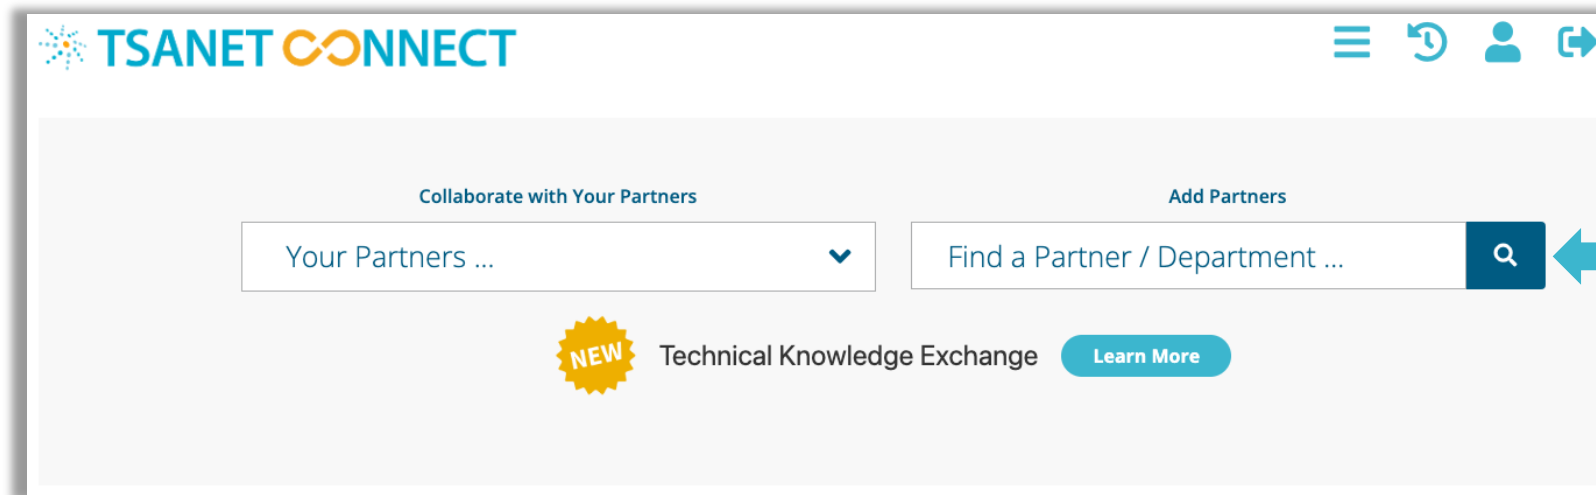 TSANET CONNECT
Collaborate with Your Partners
Add Partners
Your Partners ...
Find a Partner / Department ...
NEW
Technical Knowledge Exchange
Learn More